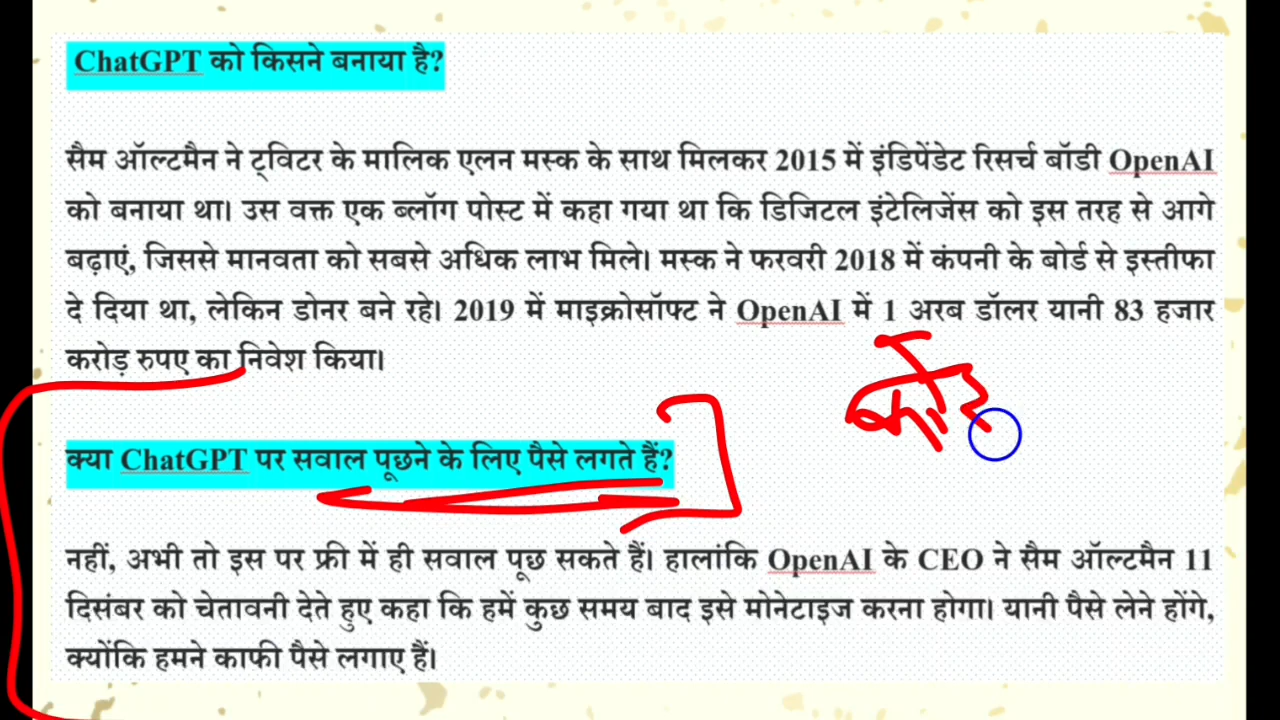 ChatGPT को किसने बनाया है?
सैम ऑल्टमैन ने ट्विटर के मालिक एलन मस्क के साथ मिलकर 2015 में इंडिपेंडेट रिसर्च बॉडी OpenAI
को बनाया था। उस वक्त एक ब्लॉग पोस्ट में कहा गया था कि डिजिटल इंटेलिजेंस को इस तरह से आगे
बढ़ाएं, जिससे मानवता को सबसे अधिक लाभ मिले। मस्क ने फरवरी 2018 में कंपनी के बोर्ड से इस्तीफा
दे दिया था, लेकिन डोनर बने रहे। 2019 में माइक्रोसॉफ्ट ने OpenAI में 1 अरब डॉलर यानी 83 हजार
करोड़ रुपए का निवेश किया।
क्या ChatGPT पर सवाल पूछने के लिए पैसे लगते हैं?
नहीं, अभी तो इस पर फ्री में ही सवाल पूछ सकते हैं। हालांकि OpenAI के CEO ने सैम ऑल्टमैन 11
दिसंबर को चेतावनी देते हुए कहा कि हमें कुछ समय बाद इसे मोनेटाइज करना होगा। यानी पैसे लेने होंगे,
क्योंकि हमने काफी पैसे लगाए हैं।